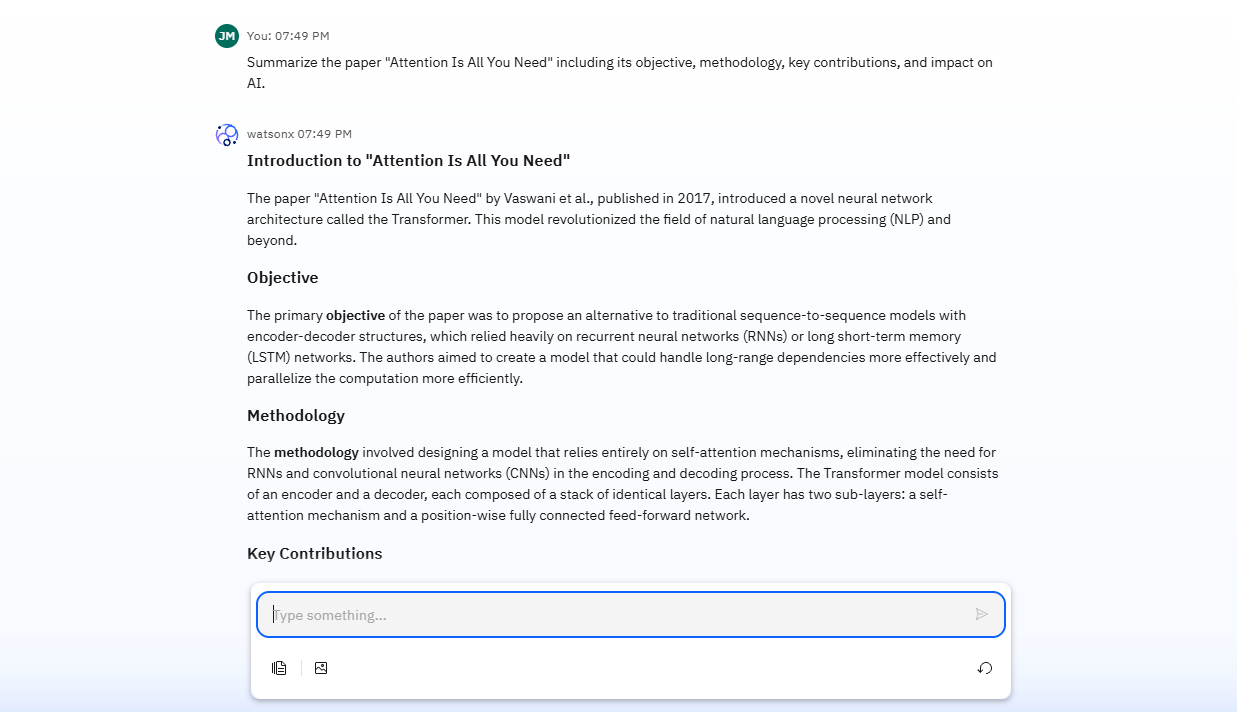 JM You: 07:49 PM
Summarize the paper "Attention Is All You Need" including its objective, methodology, key contributions, and impact on
AI.
watsonx 07:49 PM
Introduction to "Attention Is All You Need"
The paper "Attention Is All You Need" by Vaswani et al., published in 2017, introduced a novel neural network
architecture called the Transformer. This model revolutionized the field of natural language processing (NLP) and
beyond.
Objective
The primary objective of the paper was to propose an alternative to traditional sequence-to-sequence models with
encoder-decoder structures, which relied heavily on recurrent neural networks (RNNs) or long short-term memory
(LSTM) networks. The authors aimed to create a model that could handle long-range dependencies more effectively and
parallelize the computation more efficiently.
Methodology
The methodology involved designing a model that relies entirely on self-attention mechanisms, eliminating the need for
RNNs and convolutional neural networks (CNNs) in the encoding and decoding process. The Transformer model consists
of an encoder and a decoder, each composed of a stack of identical layers. Each layer has two sub-layers: a self-
attention mechanism and a position-wise fully connected feed-forward network.
Key Contributions
Type something...